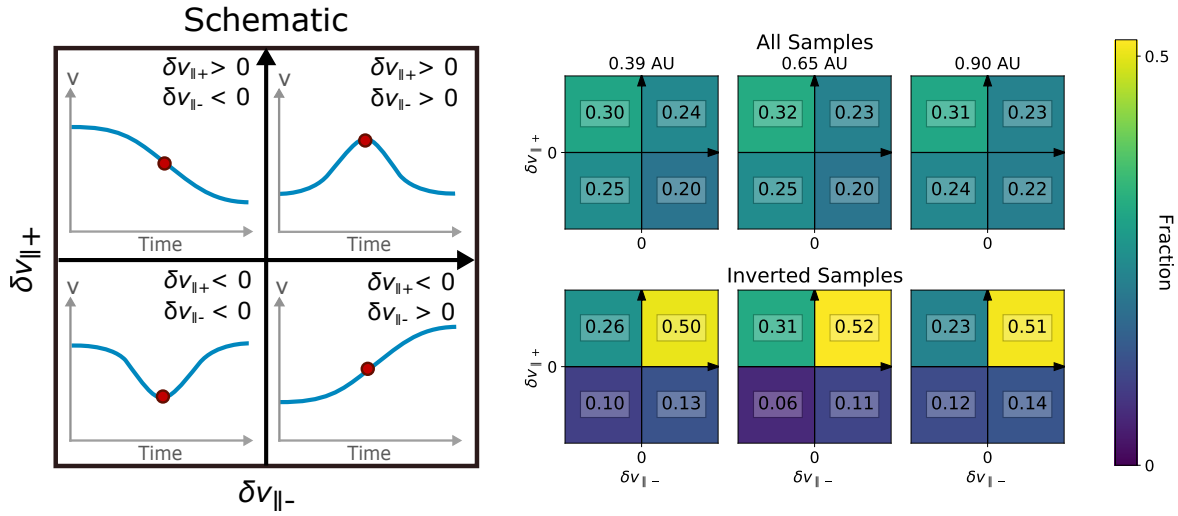 Schematic
δv∥+
δv∥-
V
δv∥+ > 0
δv∥- < 0
Time
V
δv∥+ > 0
δv∥- > 0
Time
V
δv∥+ < 0
δv∥- < 0
Time
V
δv∥+ < 0
δv∥- > 0
Time
All Samples
0.39 AU
0.65 AU
0.90 AU
δv∥+
0
0.30
0.24
0.25
0.20
0
0.32
0.23
0.25
0.20
0
0.31
0.23
0.24
0.22
0
Inverted Samples
δv∥+
0
0.26
0.50
0.10
0.13
0
δv∥−
0.31
0.52
0.06
0.11
0
δv∥−
0.23
0.51
0.12
0.14
0
δv∥−
0.5
0
Fraction